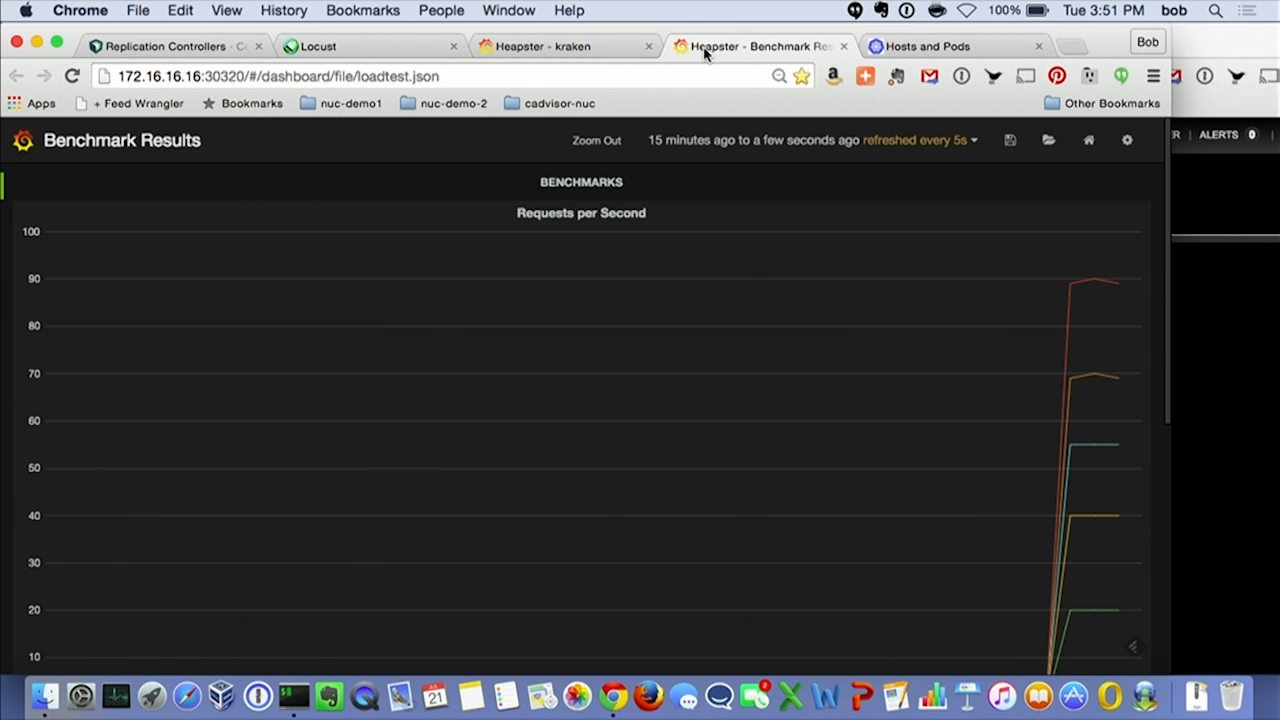 Chrome File Edit View History Bookmarks People Window Help 100% Tue 3:51 PM bob
Replication Controllers · C Locust Heapster - kraken Heapster - Benchmark Res Hosts and Pods Bob
172.16.16.16:30320/#/dashboard/file/loadtest.json
Apps + Feed Wrangler Bookmarks nuc-demo1 nuc-demo-2 cadvisor-nuc Other Bookmarks
Benchmark Results Zoom Out 15 minutes ago to a few seconds ago refreshed every 5s
R ALERTS 0
BENCHMARKS
Requests per Second
100
90
80
70
60
50
40
30
20
10
21
2